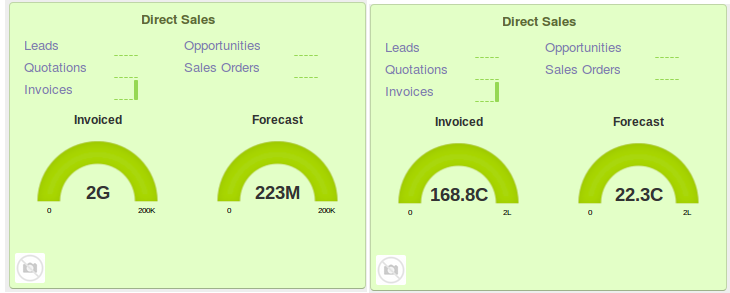 Direct Sales
Leads Opportunities
Quotations Sales Orders
Invoices
Invoiced Forecast
2G 223M
0 200K 0 200K
Direct Sales
Leads Opportunities
Quotations Sales Orders
Invoices
Invoiced Forecast
168.8C 22.3C
0 2L 0 2L